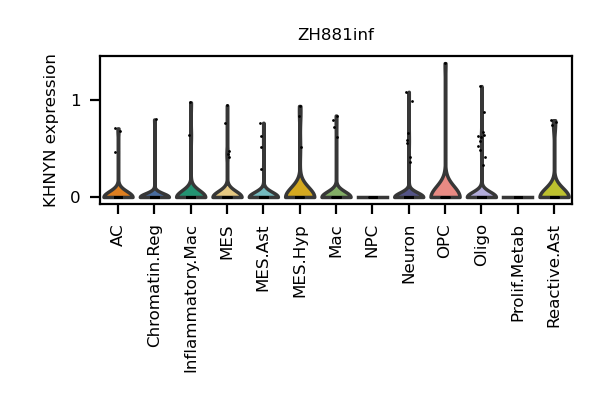 ZH881inf
KHNYN expression
1
0
AC
Chromatin.Reg
Inflammatory.Mac
MES
MES.Ast
MES.Hyp
Mac
NPC
Neuron
OPC
Oligo
Prolif.Metab
Reactive.Ast